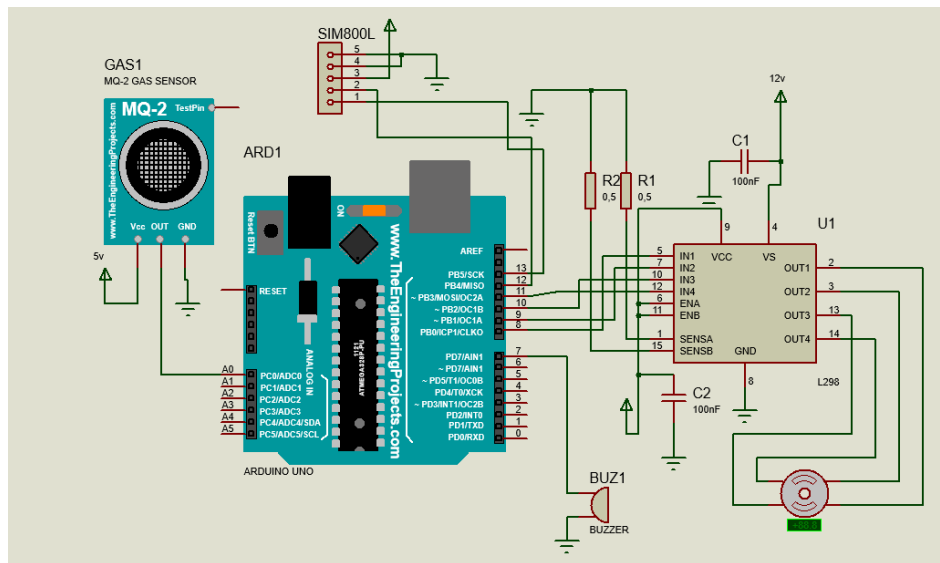 SIM800L
5
4
3
2
1
GAS1
MQ-2 GAS SENSOR
MQ-2
TestPin
www.TheEngineeringProjects.com
Vcc OUT GND
5v
ARD1
Reset BTN
ON
www.TheEngineeringProjects.com
ANALOG IN
ATMEGA328P-PU
1121
RESET
A0
A1
A2
A3
A4
A5
PC0/ADC0
PC1/ADC1
PC2/ADC2
PC3/ADC3
PC4/ADC4/SDA
PC5/ADC5/SCL
AREF
PB5/SCK 13
PB4/MISO 12
~ PB3/MOSI/OC2A 11
~ PB2/OC1B 10
~ PB1/OC1A 9
PB0/ICP1/CLKO 8
PD7/AIN1 7
~ PD7/AIN1 6
~ PD5/T1/OC0B 5
PD4/T0/XCK 4
~ PD3/INT1/OC2B 3
PD2/INT0 2
PD1/TXD 1
PD0/RXD 0
ARDUINO UNO
R2
0,5
R1
0,5
12v
C1
100nF
U1
9
4
VCC
VS
5 IN1
7 IN2
10 IN3
12 IN4
6 ENA
11 ENB
1 SENSA
15 SENSB
OUT1 2
OUT2 3
OUT3 13
OUT4 14
GND
8
L298
C2
100nF
BUZ1
BUZZER